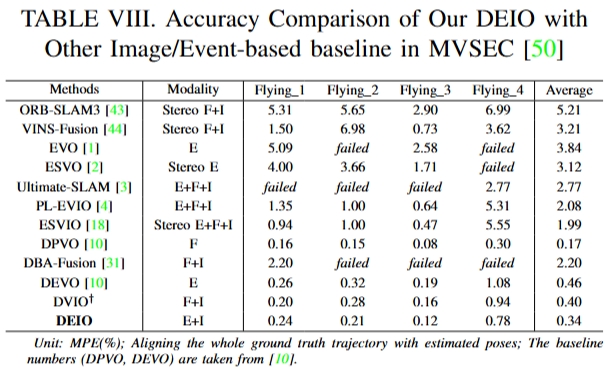 TABLE VIII. Accuracy Comparison of Our DEIO with
Other Image/Event-based baseline in MVSEC [50]
Methods Modality Flying_1 Flying_2 Flying_3 Flying_4 Average
ORB-SLAM3 [43] Stereo F+I 5.31 5.65 2.90 6.99 5.21
VINS-Fusion [44] Stereo F+I 1.50 6.98 0.73 3.62 3.21
EVO [1] E 5.09 failed 2.58 failed 3.84
ESVO [2] Stereo E 4.00 3.66 1.71 failed 3.12
Ultimate-SLAM [3] E+F+I failed failed failed 2.77 2.77
PL-EVIO [4] E+F+I 1.35 1.00 0.64 5.31 2.08
ESVIO [18] Stereo E+F+I 0.94 1.00 0.47 5.55 1.99
DPVO [10] F 0.16 0.15 0.08 0.30 0.17
DBA-Fusion [31] F+I 2.20 failed failed failed 2.20
DEVO [10] E 0.26 0.32 0.19 1.08 0.46
DVIO† F+I 0.20 0.28 0.16 0.94 0.40
DEIO E+I 0.24 0.21 0.12 0.78 0.34
Unit: MPE(%); Aligning the whole ground truth trajectory with estimated poses; The baseline
numbers (DPVO, DEVO) are taken from [10].